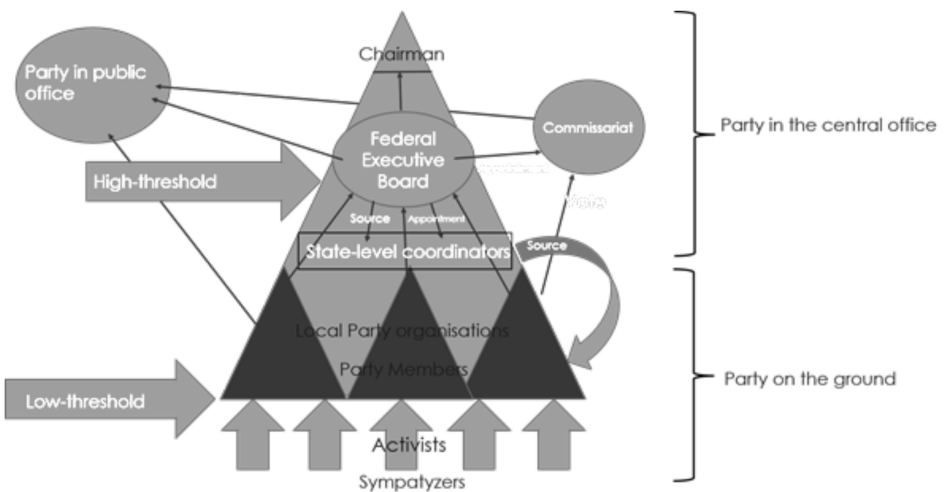 Chairman
Party in public
office
Commissariat
Party in the central office
Federal
Executive
Board
High-threshold
Source
Appointment
State-level coordinators
Source
Local Party organisations
Party Members
Party on the ground
Low-threshold
Activists
Sympatyzers